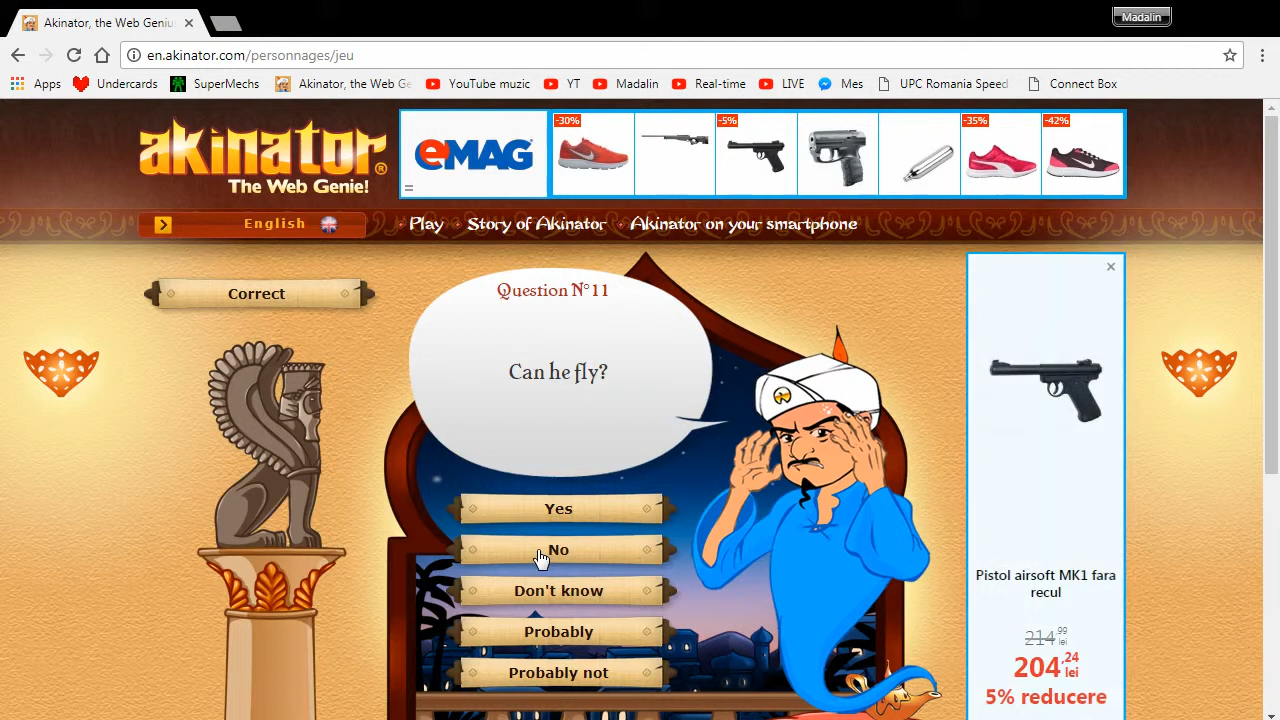 Akinator, the Web Genius
Madalin
en.akinator.com/personnages/jeu
Apps Undercards SuperMechs Akinator, the Web Ge YouTube muzic YT Madalin Real-time LIVE Mes UPC Romania Speed Connect Box
akinator®
The Web Genie!
eMAG
-30% -5% -35% -42%
English
Play Story of Akinator Akinator on your smartphone
Correct
Question N°11
Can he fly?
Yes
No
Don't know
Probably
Probably not
Pistol airsoft MK1 fara
recul
214,99 lei
204,24 lei
5% reducere